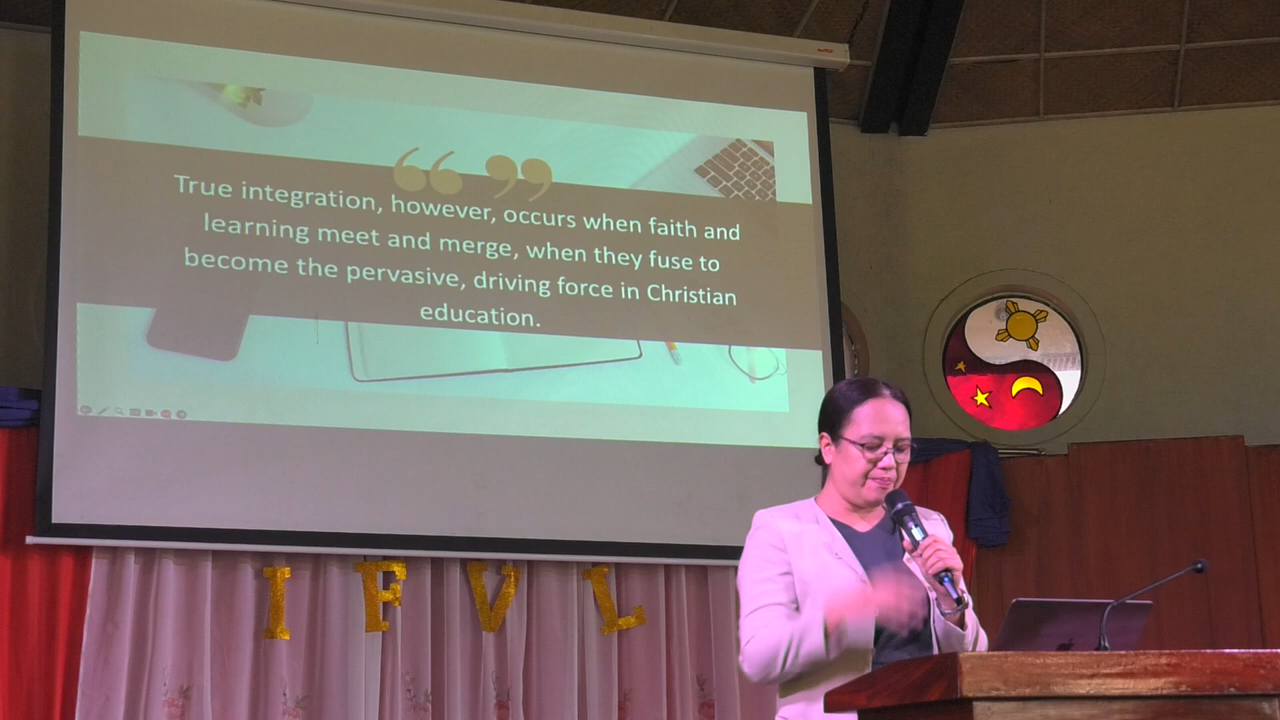 True integration, however, occurs when faith and
learning meet and merge, when they fuse to
become the pervasive, driving force in Christian
education.
I F V L